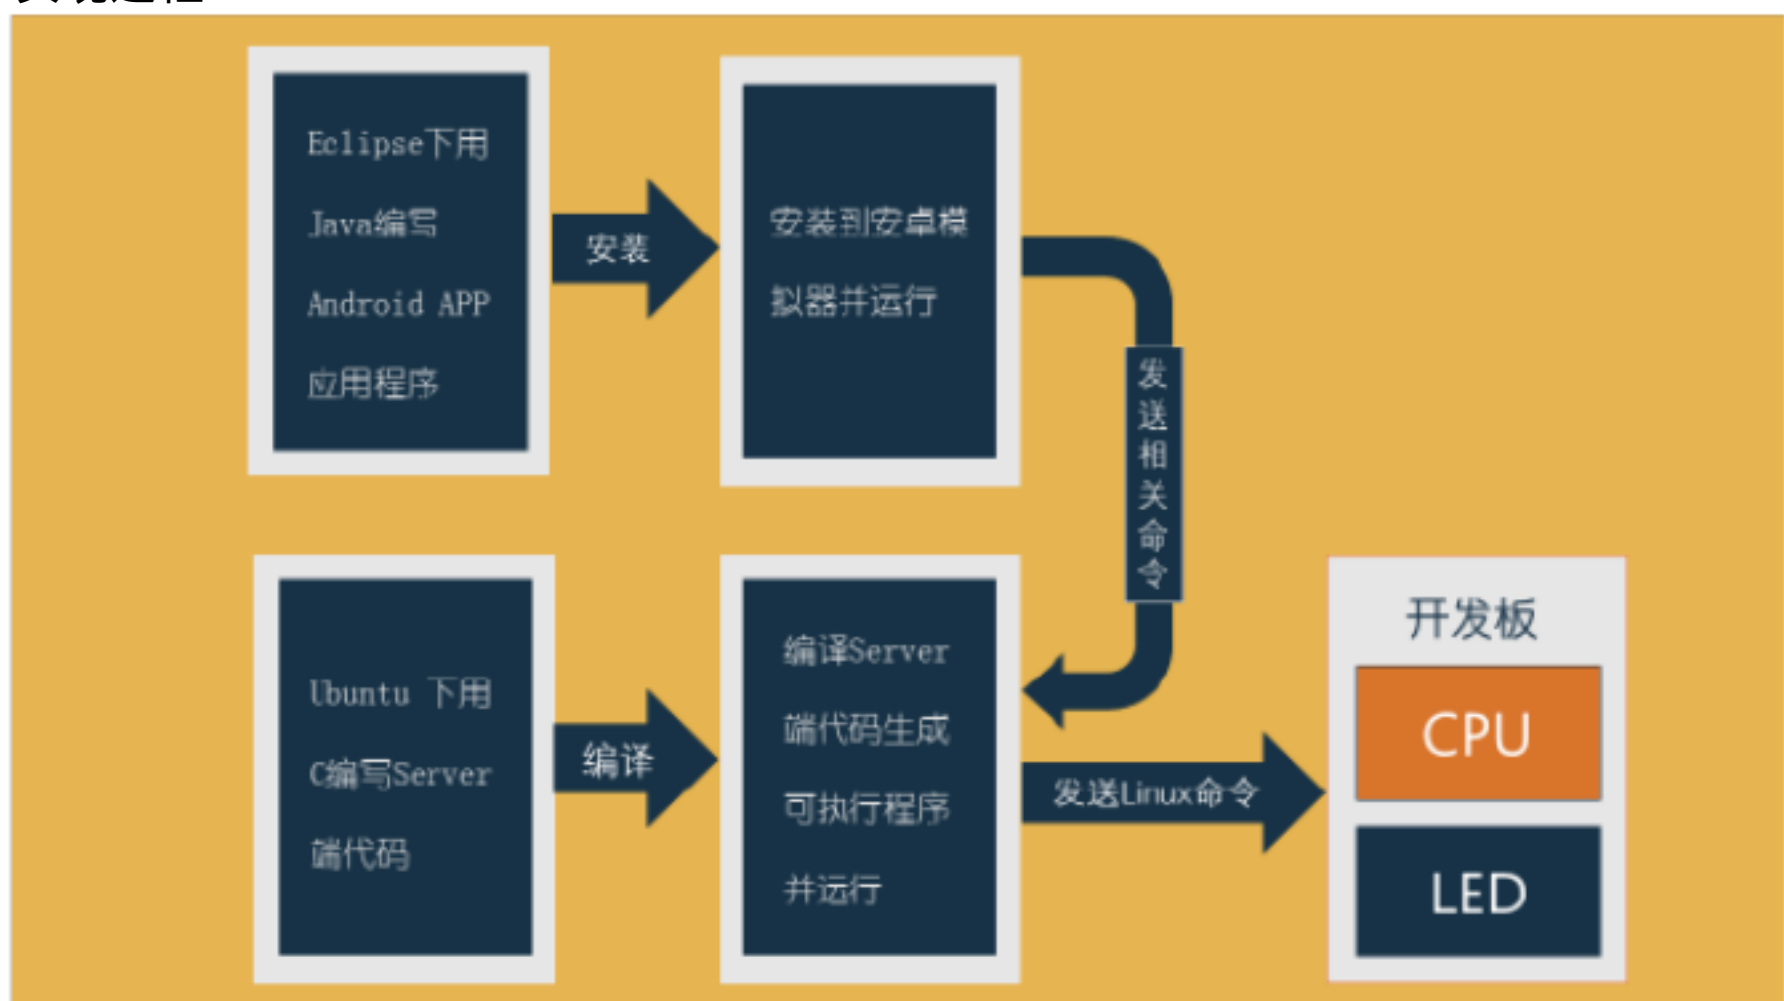 Eclipse下用
Java编写
Android APP
应用程序
安装
安装到安卓模
拟器并运行
发送相关命令
Ubuntu 下用
C编写Server
端代码
编译
编译Server
端代码生成
可执行程序
并运行
发送Linux命令
开发板
CPU
LED